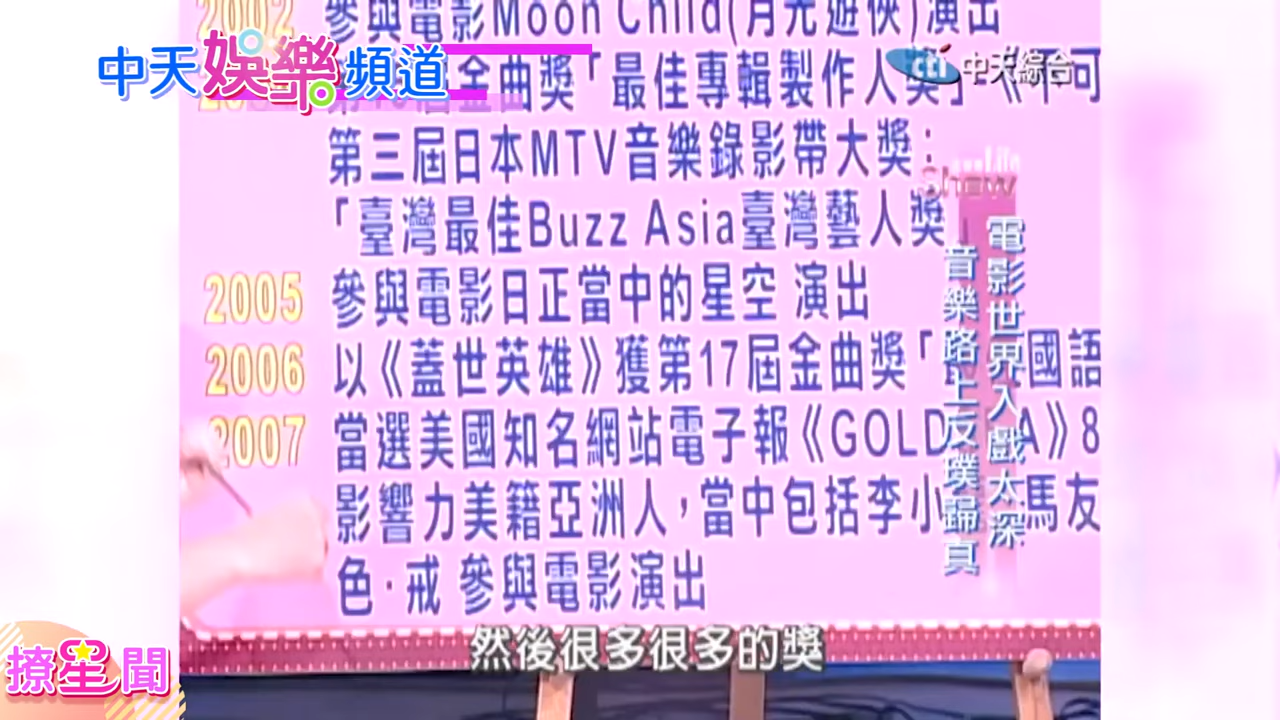 2002 參與電影Moon Child(月光遊俠)演出
中天娛樂頻道
金曲獎「最佳專輯製作人獎」《不可
cti 中天綜合
第三屆日本MTV音樂錄影帶大獎:
「臺灣最佳Buzz Asia臺灣藝人獎」
Show
2005 參與電影日正當中的星空 演出
2006 以《蓋世英雄》獲第17屆金曲獎「 國語
2007 當選美國知名網站電子報《GOLD A》8
影響力美籍亞洲人,當中包括李小 馬友
色·戒 參與電影演出
電影世界入戲太深
音樂路上反璞歸真
然後很多很多的獎
撩星聞